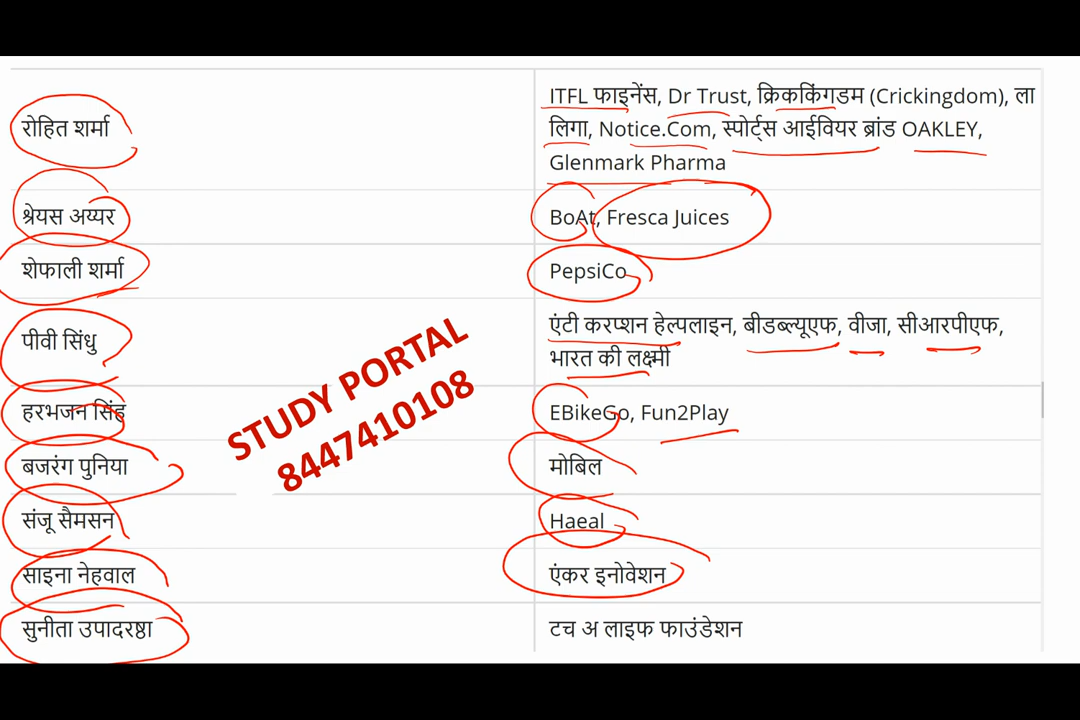 रोहित शर्मा
ITFL फाइनेंस, Dr Trust, क्रिककिंगडम (Crickingdom), ला
लिगा, Notice.Com, स्पोर्ट्स आईवियर ब्रांड OAKLEY,
Glenmark Pharma
श्रेयस अय्यर
BoAt, Fresca Juices
शेफाली शर्मा
PepsiCo
पीवी सिंधु
एंटी करप्शन हेल्पलाइन, बीडब्ल्यूएफ, वीजा, सीआरपीएफ,
भारत की लक्ष्मी
हरभजन सिंह
EBikeGo, Fun2Play
बजरंग पुनिया
मोबिल
संजू सैमसन
Haeal
साइना नेहवाल
एंकर इनोवेशन
सुनीता उपादरष्ठा
टच अ लाइफ फाउंडेशन
STUDY PORTAL
8447410108